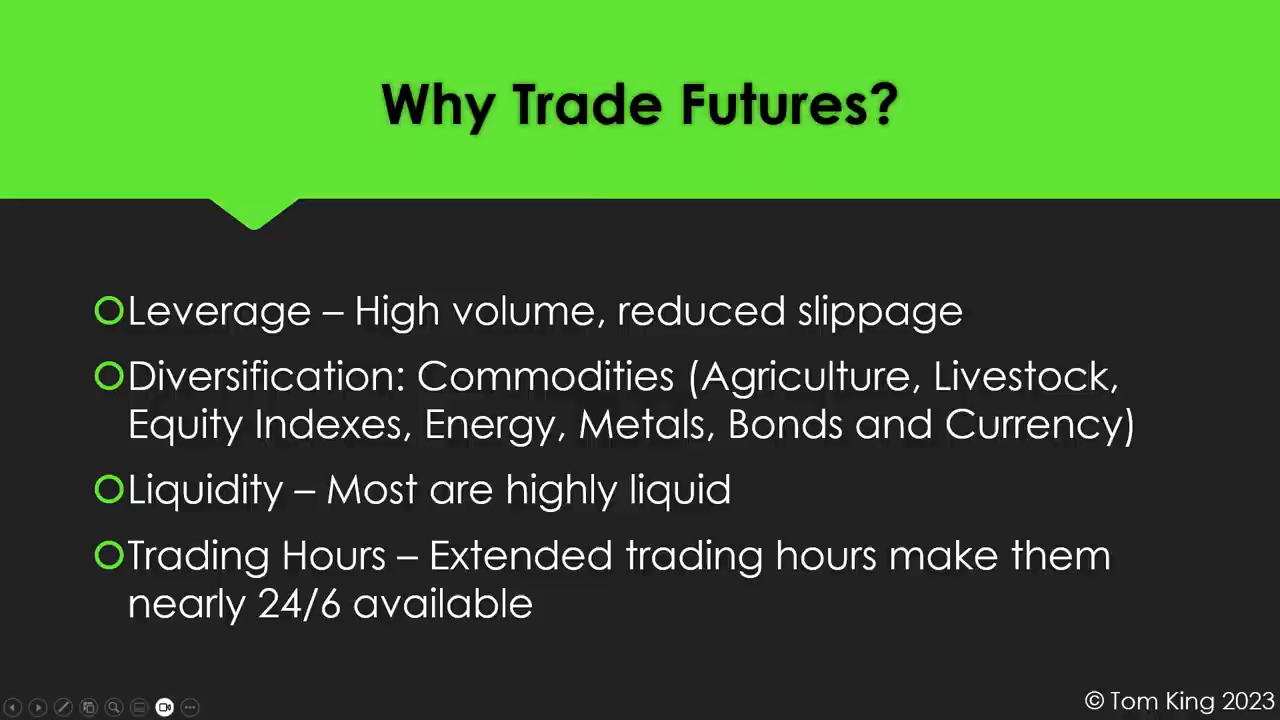 Why Trade Futures?
Leverage – High volume, reduced slippage
Diversification: Commodities (Agriculture, Livestock,
Equity Indexes, Energy, Metals, Bonds and Currency)
Liquidity – Most are highly liquid
Trading Hours – Extended trading hours make them
nearly 24/6 available
© Tom King 2023